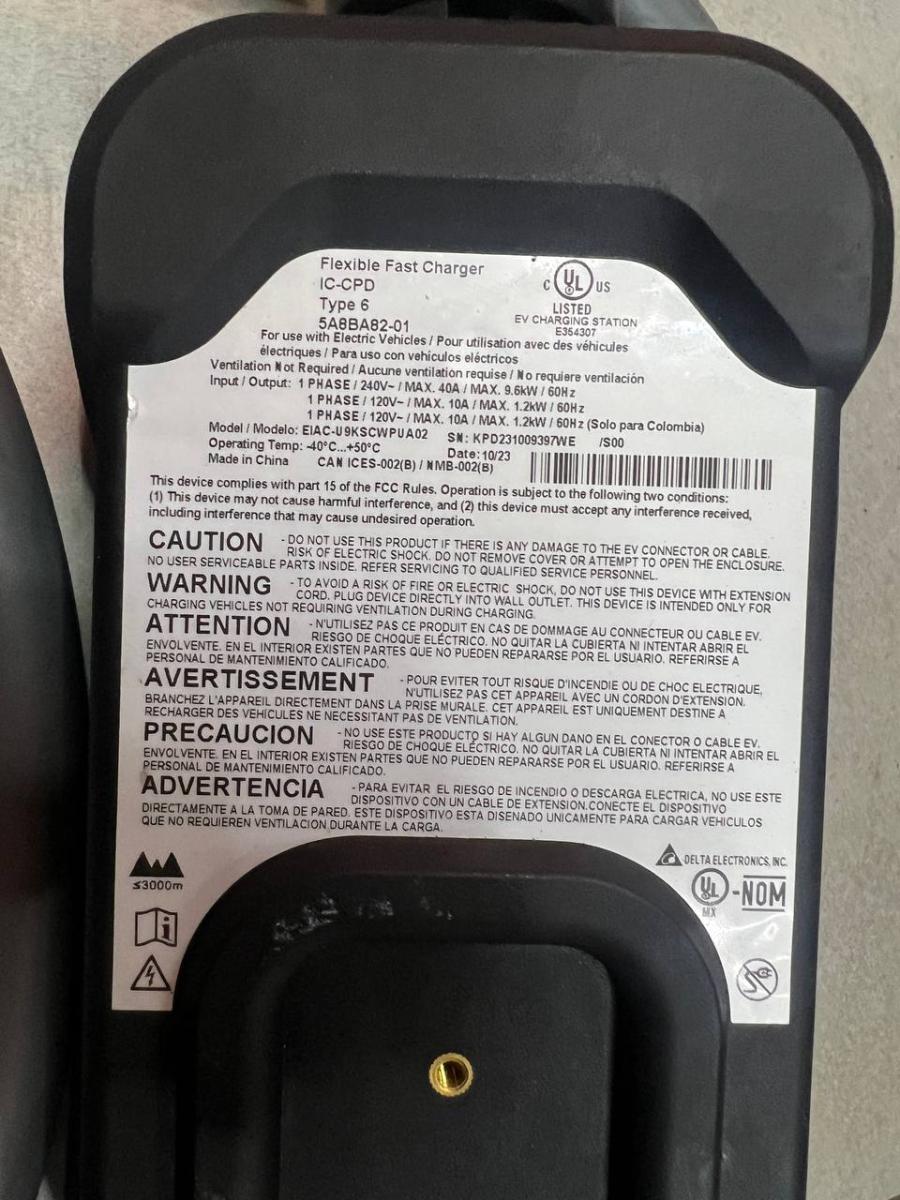 Flexible Fast Charger
IC-CPD
Type 6
5A8BA82-01
C UL US
LISTED
EV CHARGING STATION
E354307
For use with Electric Vehicles / Pour utilisation avec des véhicules
électriques / Para uso con vehículos eléctricos
Ventilation Not Required / Aucune ventilation requise / No requiere ventilación
Input / Output: 1 PHASE / 240V~ / MAX. 40A / MAX. 9.6kW / 60Hz
1 PHASE / 120V~ / MAX. 10A / MAX. 1.2kW / 60Hz
1 PHASE / 120V~ / MAX. 10A / MAX. 1.2kW / 60Hz (Solo para Colombia)
Model / Modelo: EIAC-U9KSCWPUA02 SN: KPD231009397WE /S00
Operating Temp: -40°C...+50°C Date: 10/23
Made in China CAN ICES-002(B) / NMB-002(B)
This device complies with part 15 of the FCC Rules. Operation is subject to the following two conditions:
(1) This device may not cause harmful interference, and (2) this device must accept any interference received,
including interference that may cause undesired operation.
CAUTION - DO NOT USE THIS PRODUCT IF THERE IS ANY DAMAGE TO THE EV CONNECTOR OR CABLE.
RISK OF ELECTRIC SHOCK. DO NOT REMOVE COVER OR ATTEMPT TO OPEN THE ENCLOSURE.
NO USER SERVICEABLE PARTS INSIDE. REFER SERVICING TO QUALIFIED SERVICE PERSONNEL.
WARNING - TO AVOID A RISK OF FIRE OR ELECTRIC SHOCK, DO NOT USE THIS DEVICE WITH EXTENSION
CORD. PLUG DEVICE DIRECTLY INTO WALL OUTLET. THIS DEVICE IS INTENDED ONLY FOR
CHARGING VEHICLES NOT REQUIRING VENTILATION DURING CHARGING.
ATTENTION - N'UTILISEZ PAS CE PRODUIT EN CAS DE DOMMAGE AU CONNECTEUR OU CABLE EV.
RIESGO DE CHOQUE ELÉCTRICO. NO QUITAR LA CUBIERTA NI INTENTAR ABRIR EL
ENVOLVENTE. EN EL INTERIOR EXISTEN PARTES QUE NO PUEDEN REPARARSE POR EL USUARIO. REFERIRSE A
PERSONAL DE MANTENIMIENTO CALIFICADO.
AVERTISSEMENT - POUR EVITER TOUT RISQUE D'INCENDIE OU DE CHOC ELECTRIQUE,
N'UTILISEZ PAS CET APPAREIL AVEC UN CORDON D'EXTENSION.
BRANCHEZ L'APPAREIL DIRECTEMENT DANS LA PRISE MURALE. CET APPAREIL EST UNIQUEMENT DESTINE A
RECHARGER DES VEHICULES NE NECESSITANT PAS DE VENTILATION.
PRECAUCION - NO USE ESTE PRODUCTO SI HAY ALGUN DANO EN EL CONECTOR O CABLE EV.
RIESGO DE CHOQUE ELÉCTRICO. NO QUITAR LA CUBIERTA NI INTENTAR ABRIR EL
ENVOLVENTE. EN EL INTERIOR EXISTEN PARTES QUE NO PUEDEN REPARARSE POR EL USUARIO. REFERIRSE A
PERSONAL DE MANTENIMIENTO CALIFICADO.
ADVERTENCIA - PARA EVITAR EL RIESGO DE INCENDIO O DESCARGA ELECTRICA, NO USE ESTE
DISPOSITIVO CON UN CABLE DE EXTENSION.CONECTE EL DISPOSITIVO
DIRECTAMENTE A LA TOMA DE PARED. ESTE DISPOSITIVO ESTA DISENADO UNICAMENTE PARA CARGAR VEHICULOS
QUE NO REQUIEREN VENTILACION DURANTE LA CARGA.
≤3000m
DELTA ELECTRONICS, INC.
UL -NOM
MX